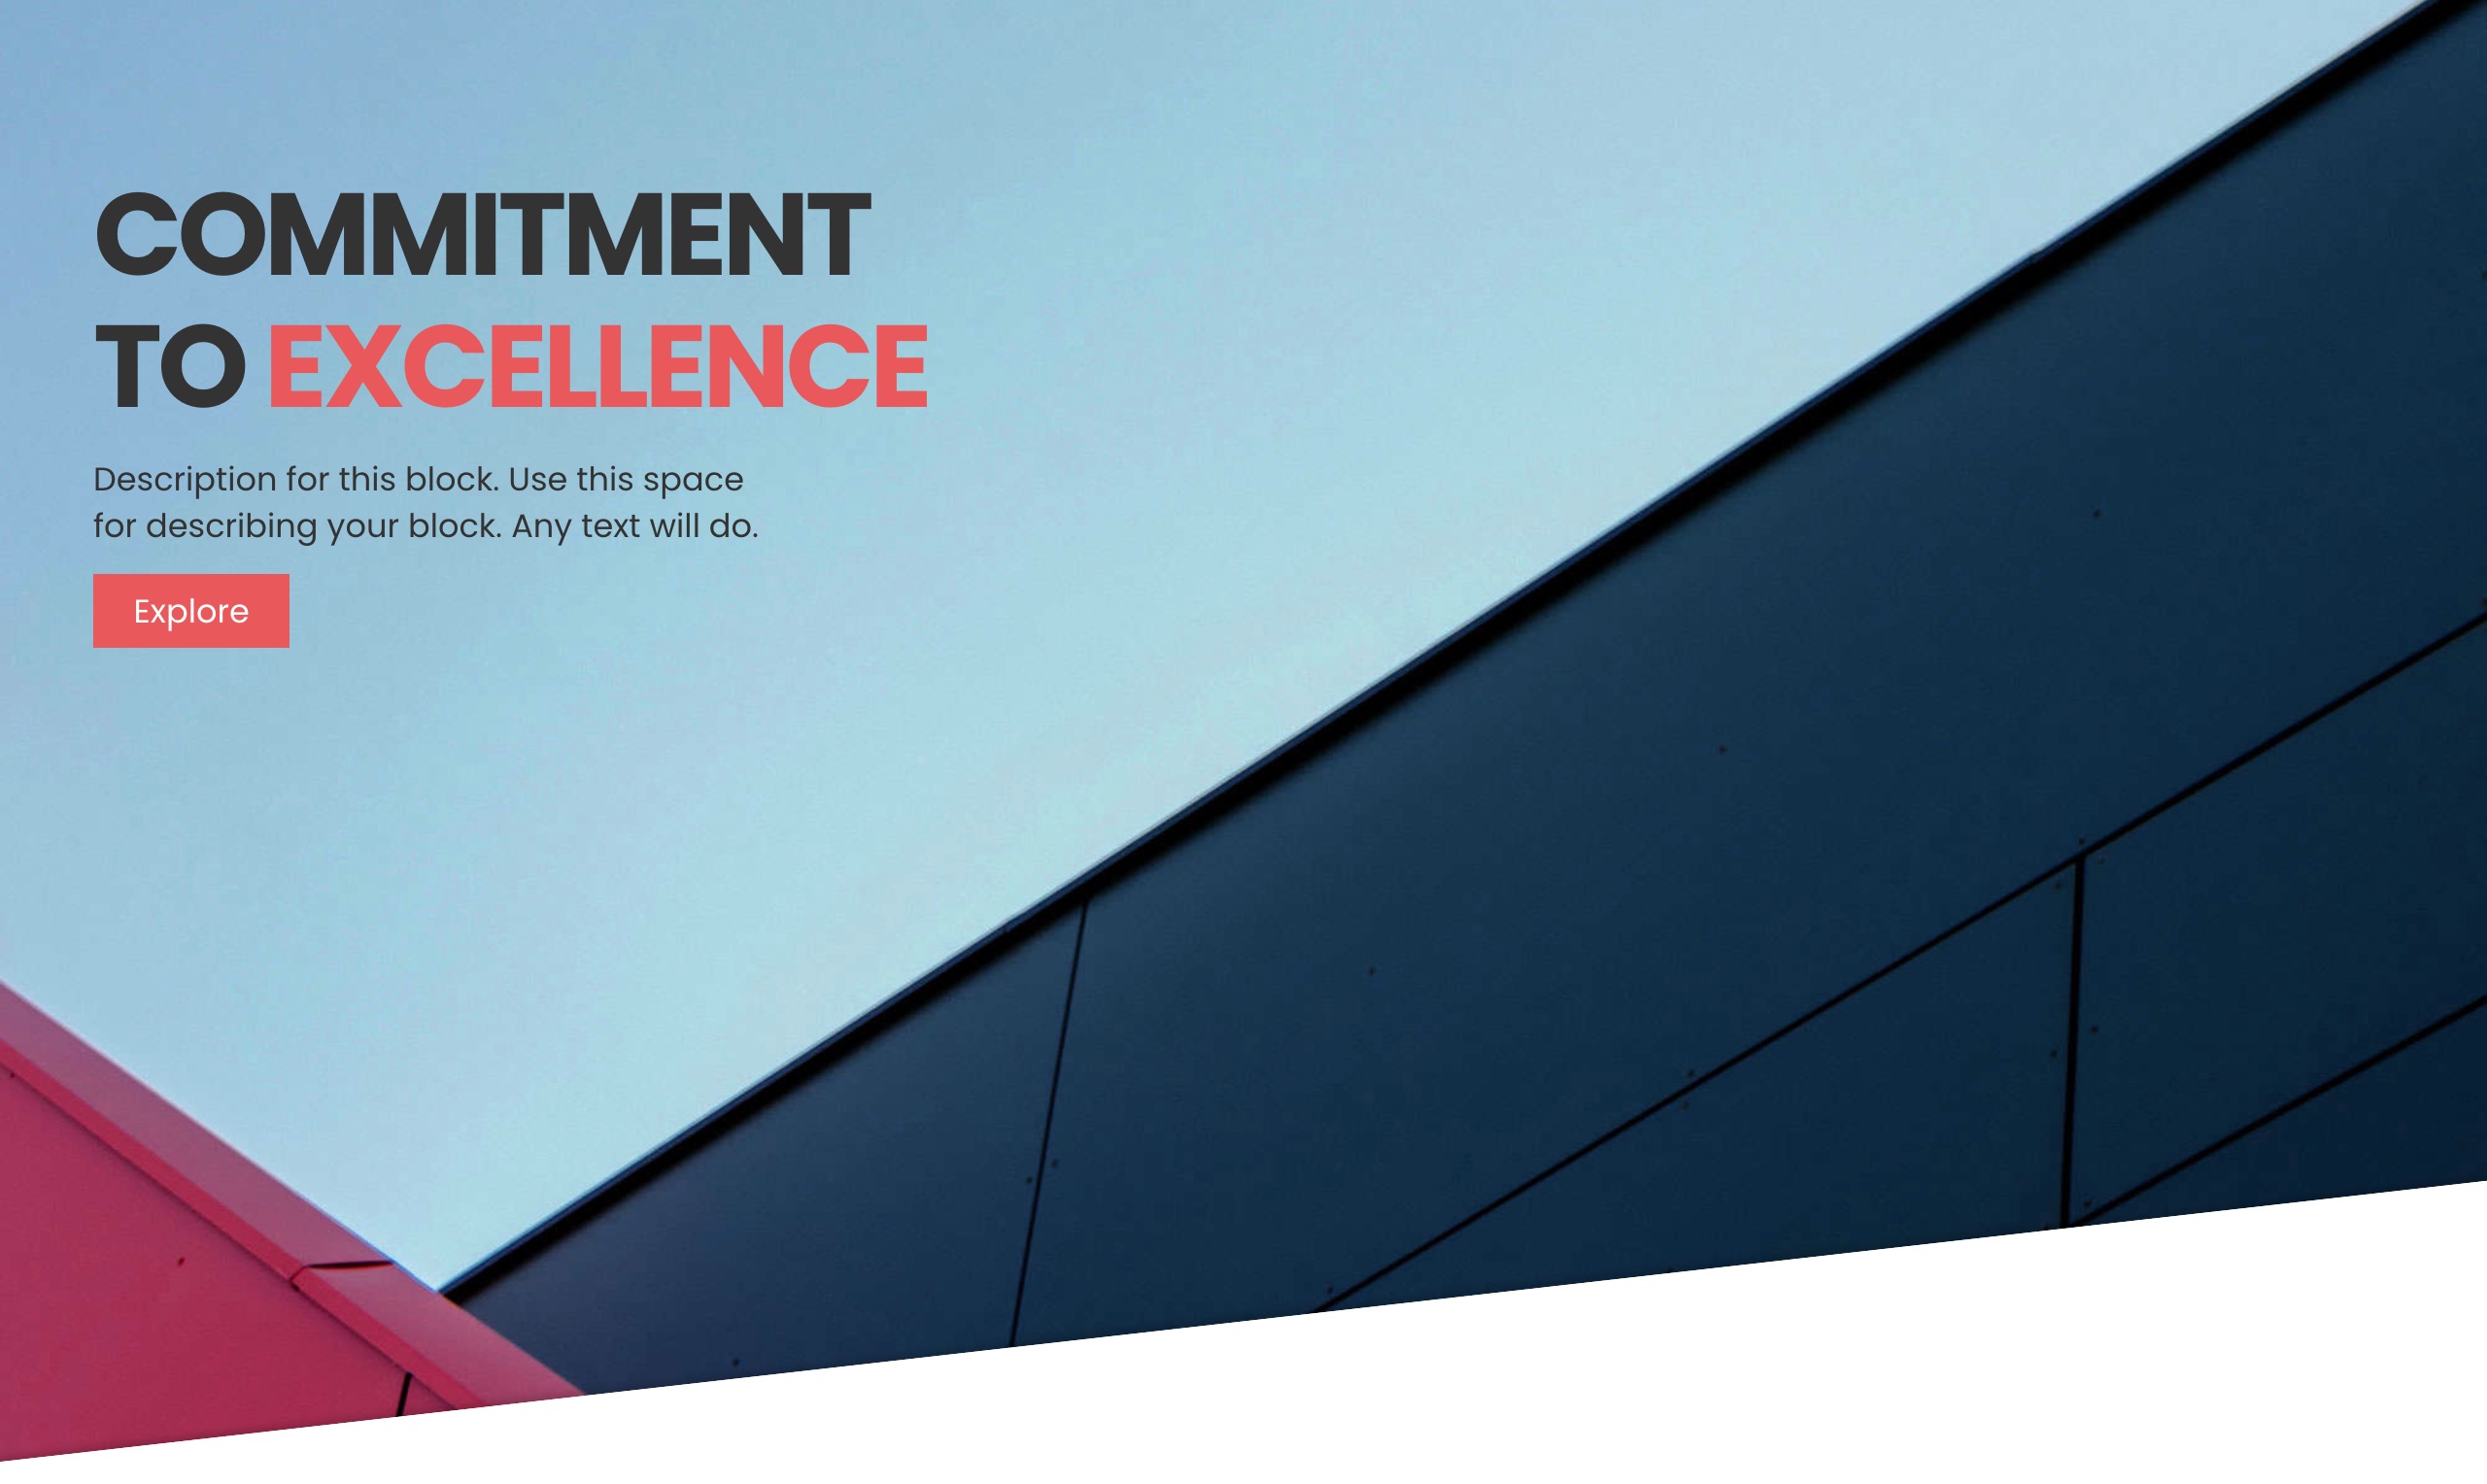 COMMITMENT
TO EXCELLENCE
Description for this block. Use this space
for describing your block. Any text will do.
Explore